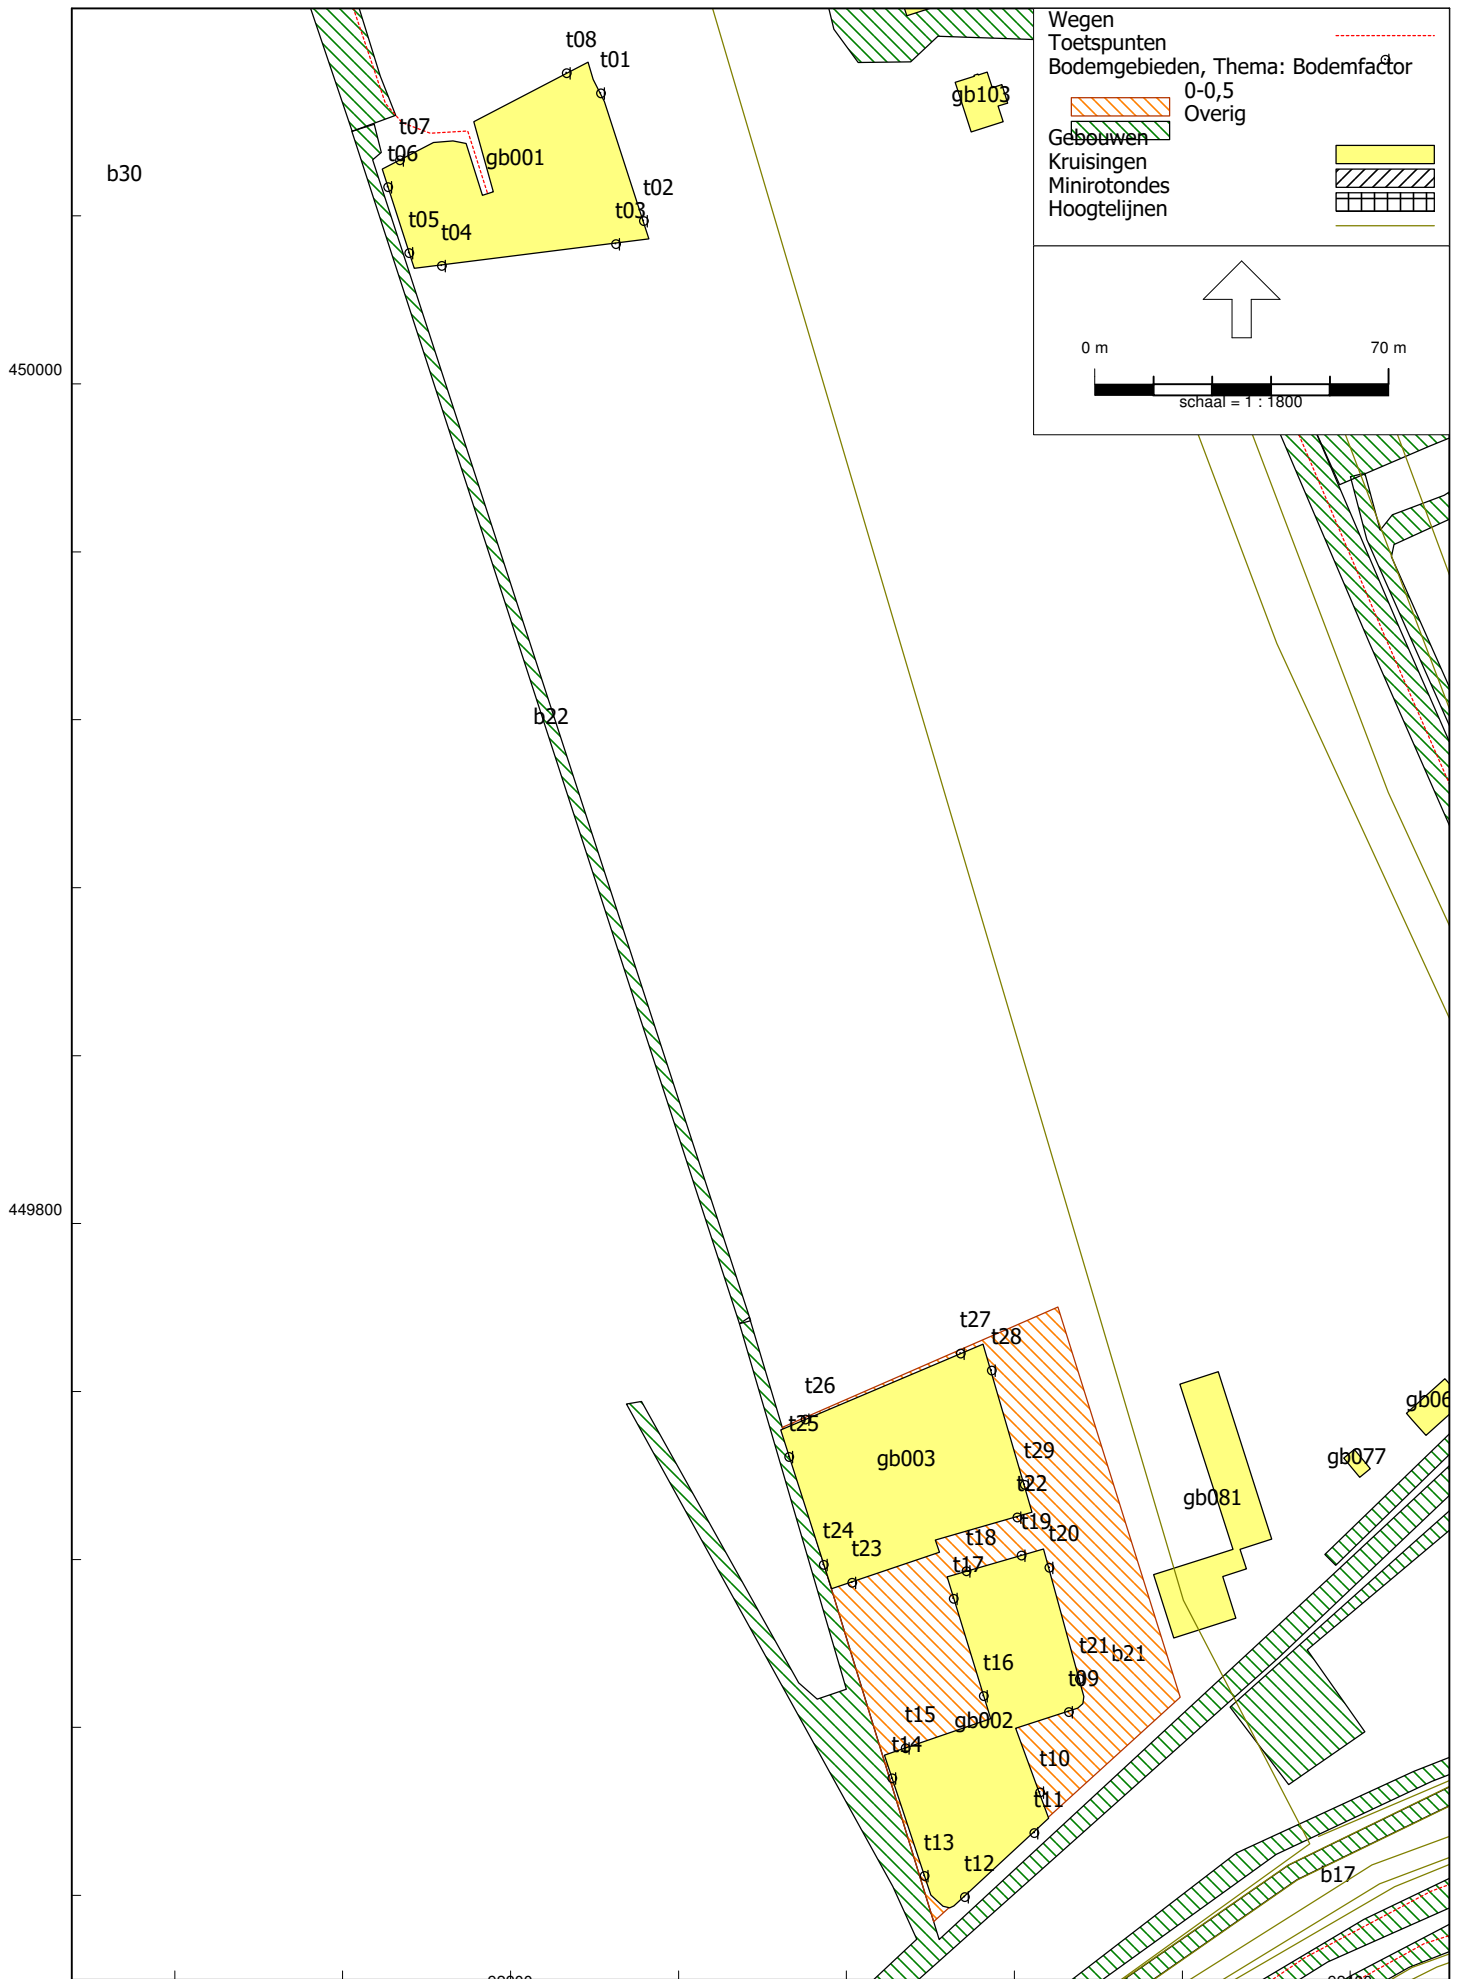 Wegen
Toetspunten
Bodemgebieden, Thema: Bodemfactor
0-0,5
Overig
Gebouwen
Kruisingen
Minirotondes
Hoogtelijnen
0 m 70 m
schaal = 1 : 1800
t08
t01
gb103
t07
t06
gb001
b30
t02
t03
t05
t04
450000
b22
449800
t27
t28
t26
t25
gb003
t29
t22
gb06
gb077
gb081
t19
t18
t20
t24
t23
t17
t21
b21
t16
t09
t15
gb002
t14
t10
t11
t13
t12
b17